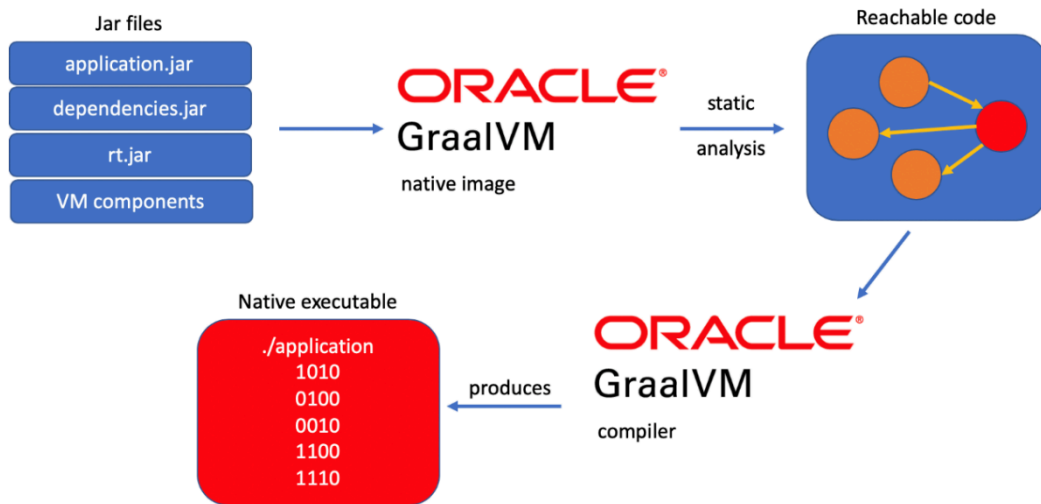 Jar files
application.jar
dependencies.jar
rt.jar
VM components
ORACLE®
GraalVM
native image
static
analysis
Reachable code
ORACLE®
GraalVM
compiler
produces
Native executable
./application
1010
0100
0010
1100
1110